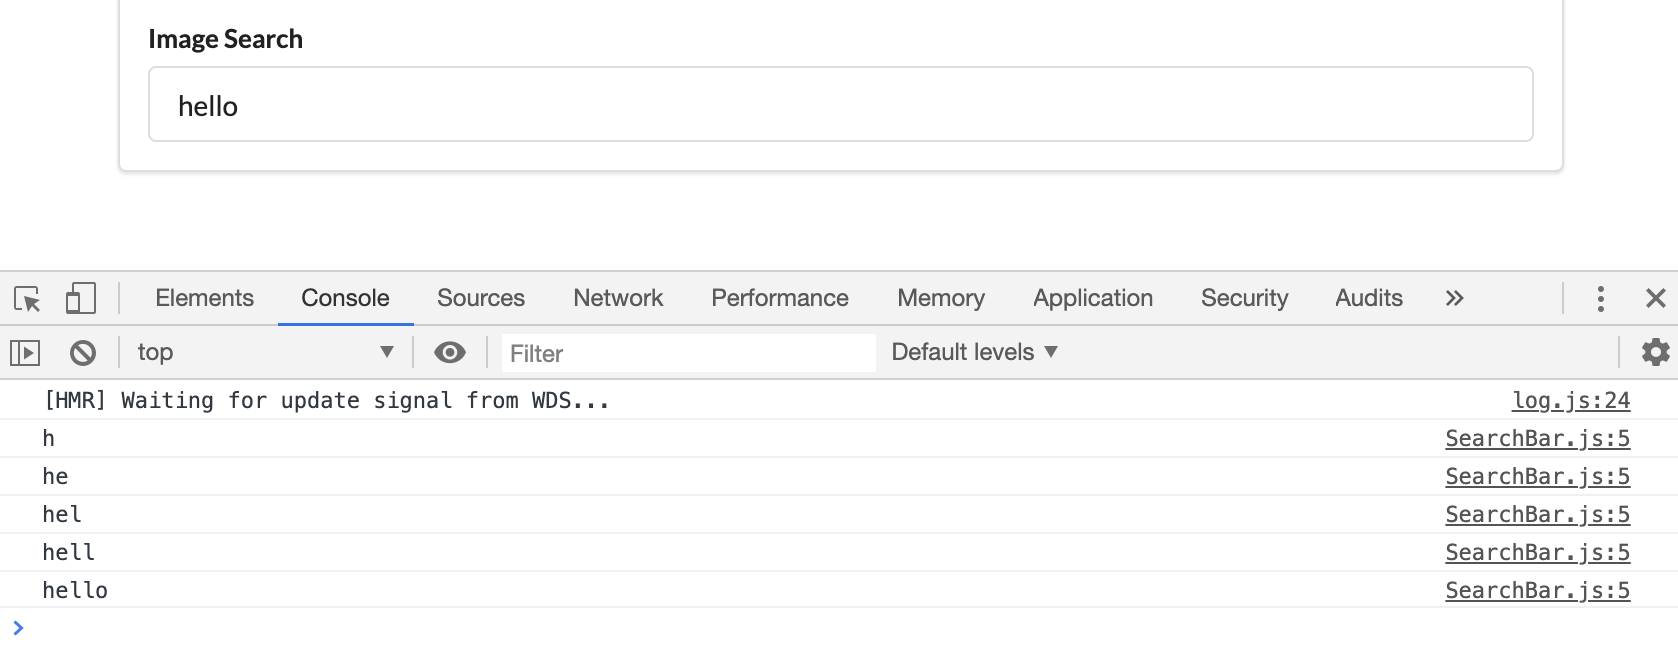 Image Search
hello
Elements Console Sources Network Performance Memory Application Security Audits »
top ▼ Filter Default levels ▼
[HMR] Waiting for update signal from WDS... log.js:24
h SearchBar.js:5
he SearchBar.js:5
hel SearchBar.js:5
hell SearchBar.js:5
hello SearchBar.js:5
>